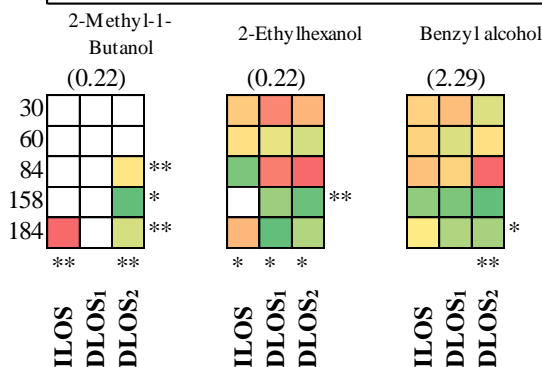 2-Methyl-1-
Butanol
2-Ethylhexanol
Benzyl alcohol
(0.22)
(0.22)
(2.29)
30
60
84 **
158 * **
184 ** *
** ** * * * **
ILOS DLOS₁ DLOS₂ ILOS DLOS₁ DLOS₂ ILOS DLOS₁ DLOS₂